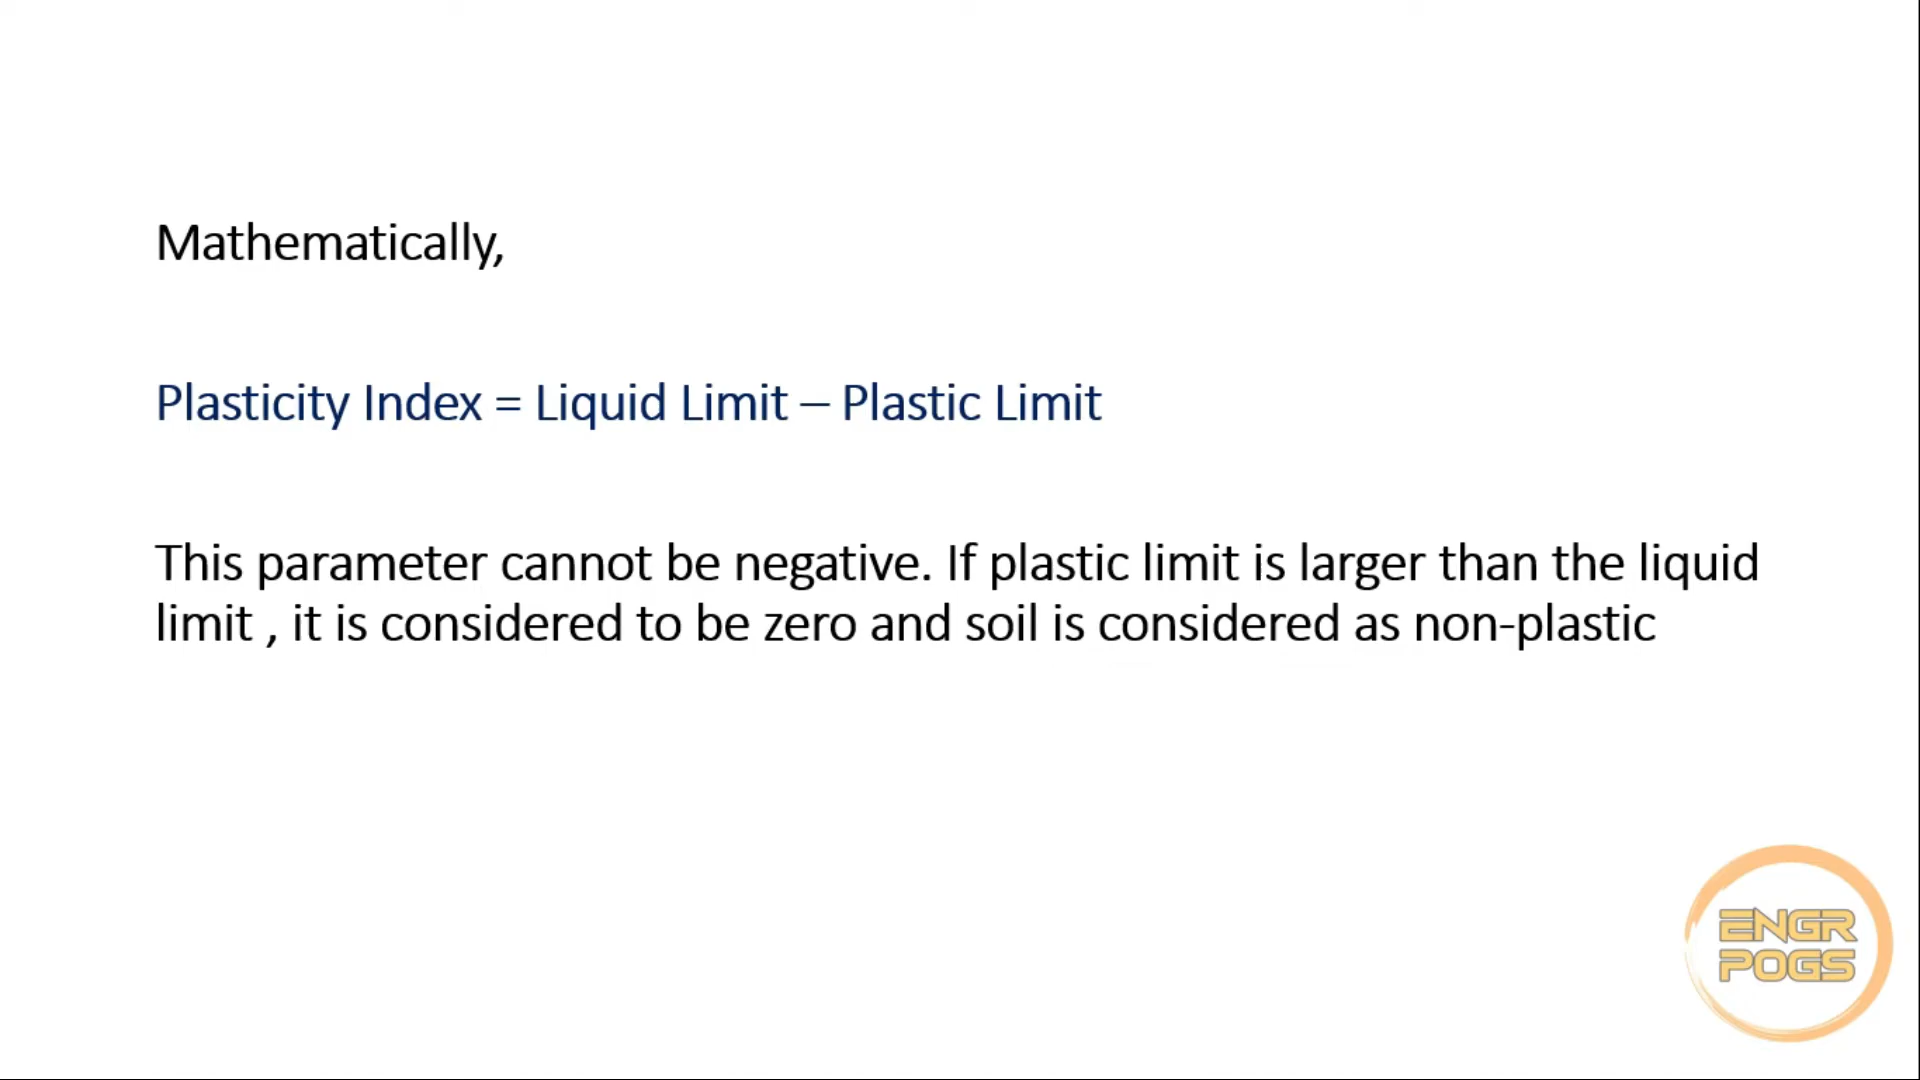 Mathematically,
Plasticity Index = Liquid Limit – Plastic Limit
This parameter cannot be negative. If plastic limit is larger than the liquid
limit , it is considered to be zero and soil is considered as non-plastic
ENGR
POGS